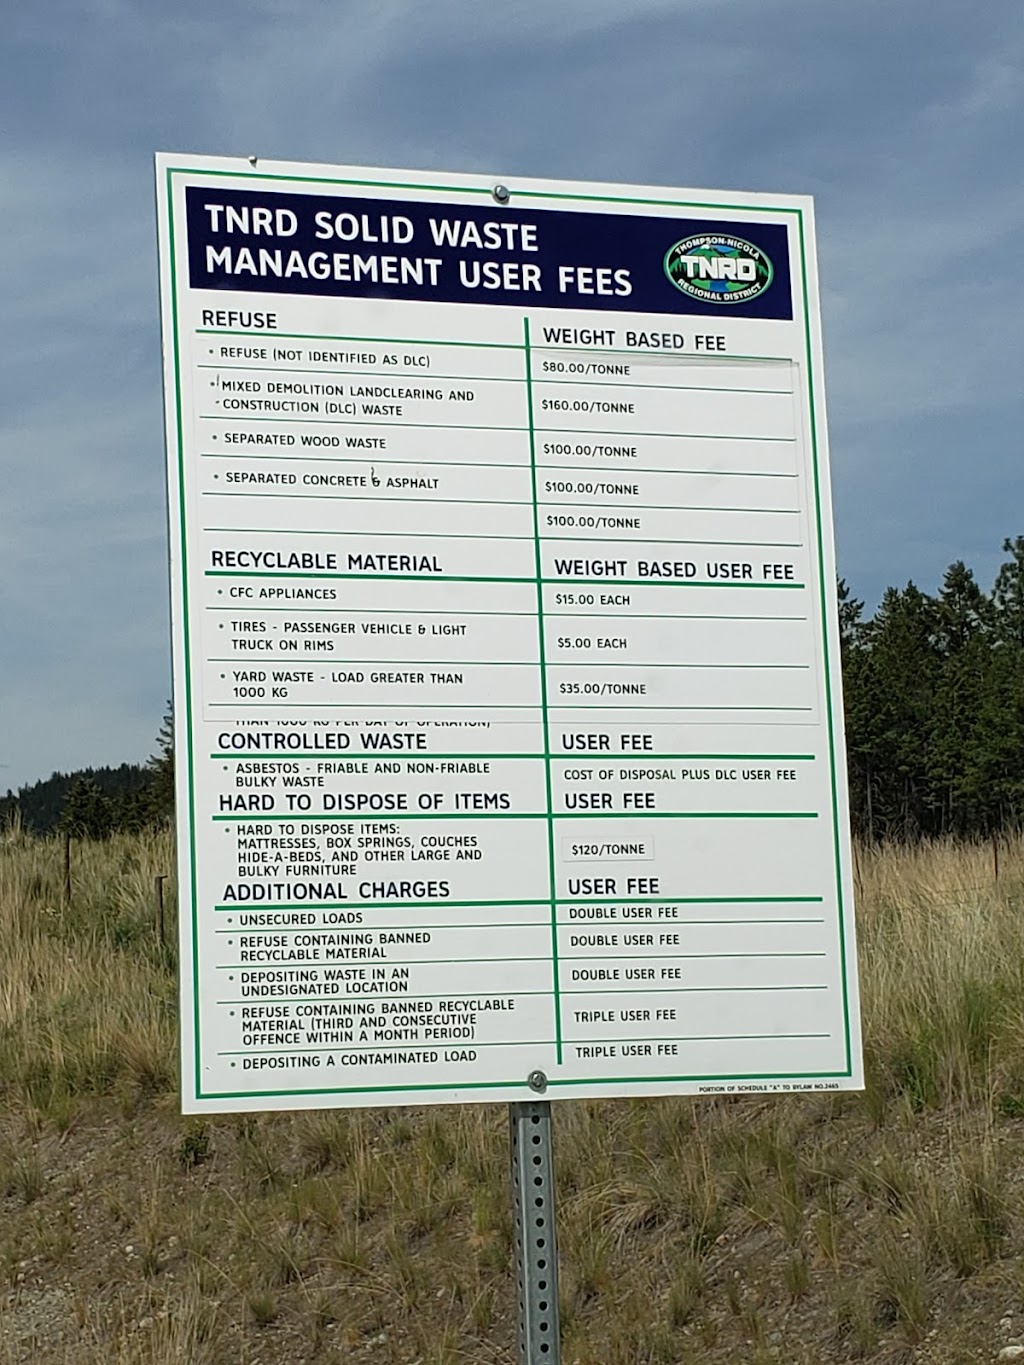 TNRD SOLID WASTE
MANAGEMENT USER FEES
THOMPSON-NICOLA
TNRD
REGIONAL DISTRICT
REFUSE
WEIGHT BASED FEE
• REFUSE (NOT IDENTIFIED AS DLC)
$80.00/TONNE
• MIXED DEMOLITION LANDCLEARING AND
CONSTRUCTION (DLC) WASTE
$160.00/TONNE
• SEPARATED WOOD WASTE
$100.00/TONNE
• SEPARATED CONCRETE & ASPHALT
$100.00/TONNE
$100.00/TONNE
RECYCLABLE MATERIAL
WEIGHT BASED USER FEE
• CFC APPLIANCES
$15.00 EACH
• TIRES - PASSENGER VEHICLE & LIGHT
TRUCK ON RIMS
$5.00 EACH
• YARD WASTE - LOAD GREATER THAN
1000 KG
$35.00/TONNE
THAN 1000 KG PER DAY OF OPERATION)
CONTROLLED WASTE
USER FEE
• ASBESTOS - FRIABLE AND NON-FRIABLE
BULKY WASTE
COST OF DISPOSAL PLUS DLC USER FEE
HARD TO DISPOSE OF ITEMS
USER FEE
• HARD TO DISPOSE ITEMS:
MATTRESSES, BOX SPRINGS, COUCHES
HIDE-A-BEDS, AND OTHER LARGE AND
BULKY FURNITURE
$120/TONNE
ADDITIONAL CHARGES
USER FEE
• UNSECURED LOADS
DOUBLE USER FEE
• REFUSE CONTAINING BANNED
RECYCLABLE MATERIAL
DOUBLE USER FEE
• DEPOSITING WASTE IN AN
UNDESIGNATED LOCATION
DOUBLE USER FEE
• REFUSE CONTAINING BANNED RECYCLABLE
MATERIAL (THIRD AND CONSECUTIVE
OFFENCE WITHIN A MONTH PERIOD)
TRIPLE USER FEE
• DEPOSITING A CONTAMINATED LOAD
TRIPLE USER FEE
PORTION OF SCHEDULE "A" TO BYLAW NO.2465